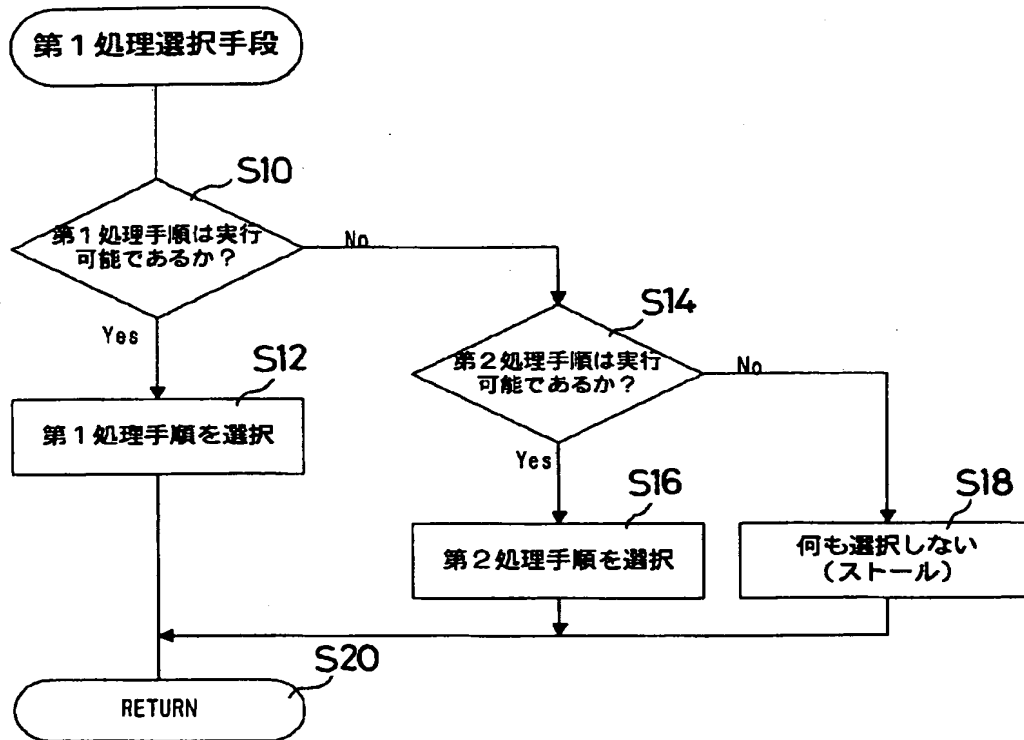 第1処理選択手段
S10
第1処理手順は実行
可能であるか？
No
Yes
S14
第2処理手順は実行
可能であるか？
No
S12
第1処理手順を選択
Yes
S16
第2処理手順を選択
S18
何も選択しない
（ストール）
S20
RETURN